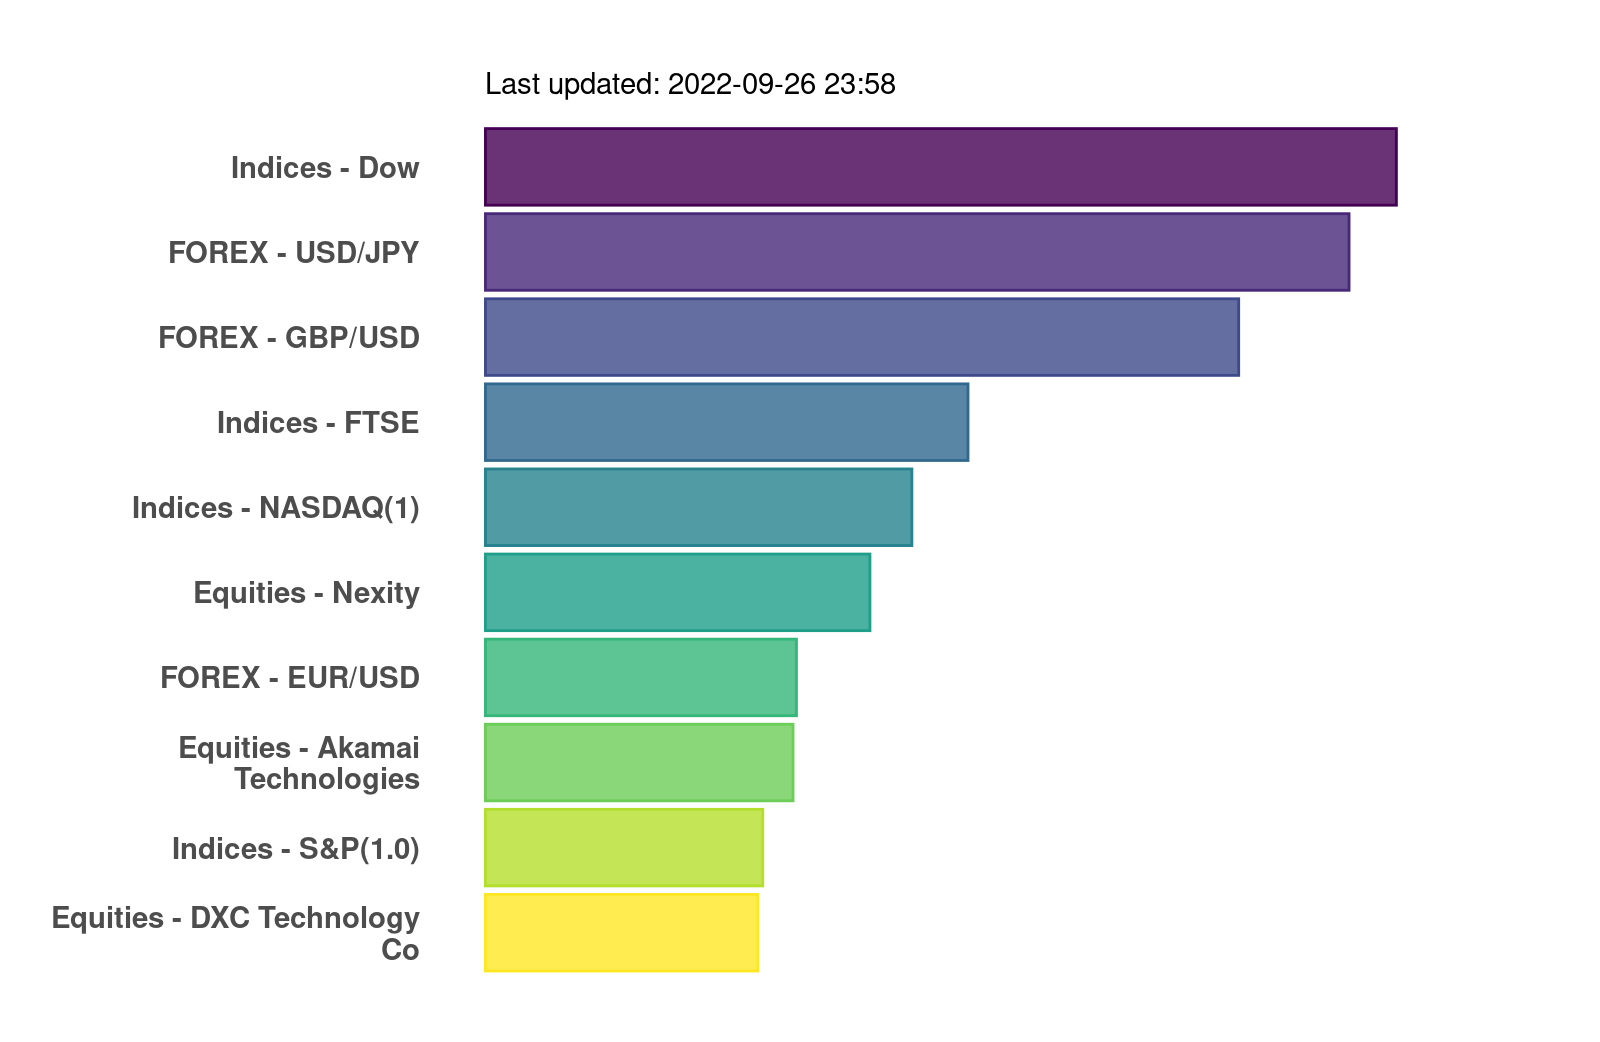 Last updated: 2022-09-26 23:58
Indices - Dow
FOREX - USD/JPY
FOREX - GBP/USD
Indices - FTSE
Indices - NASDAQ(1)
Equities - Nexity
FOREX - EUR/USD
Equities - Akamai
Technologies
Indices - S&P(1.0)
Equities - DXC Technology
Co